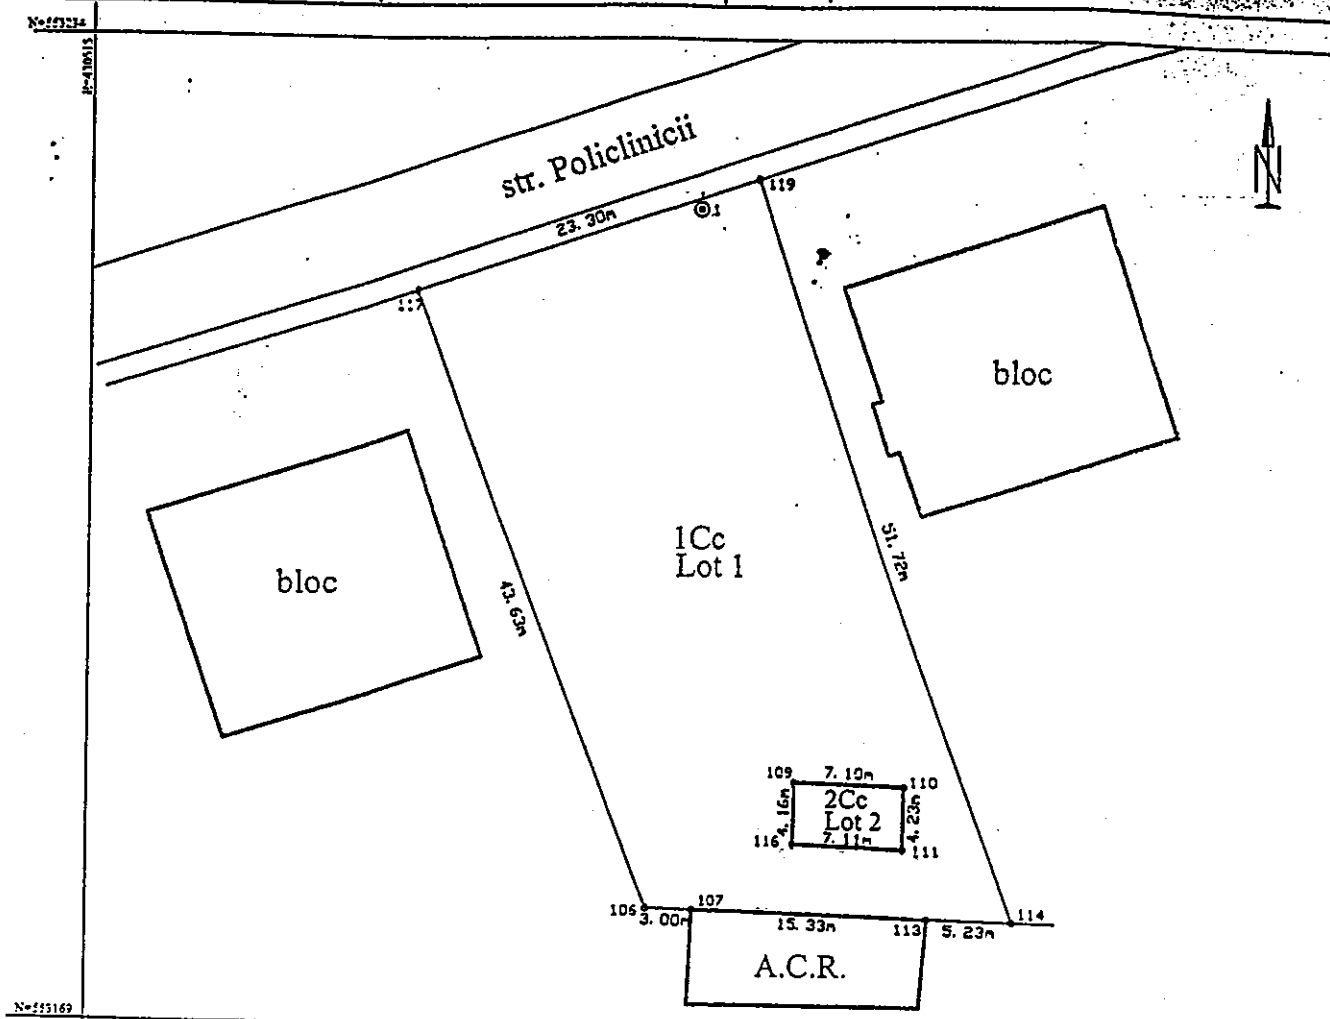 str. Policlinicii
N
119
1
23.30m
bloc
1Cc
Lot 1
51.72m
bloc
43.63m
109
7.10m
110
4.16m
2Cc
Lot 2
4.23m
116
7.11m
111
106
3.00m
107
15.33m
113
5.23m
114
A.C.R.